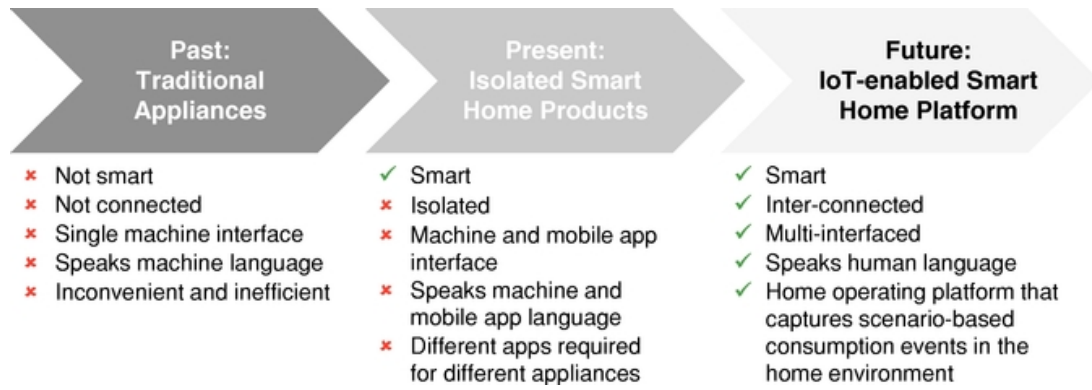 Past:
Traditional
Appliances
Not smart
Not connected
Single machine interface
Speaks machine language
Inconvenient and inefficient
Present:
Isolated Smart
Home Products
Smart
Isolated
Machine and mobile app
interface
Speaks machine and
mobile app language
Different apps required
for different appliances
Future:
IoT-enabled Smart
Home Platform
Smart
Inter-connected
Multi-interfaced
Speaks human language
Home operating platform that
captures scenario-based
consumption events in the
home environment